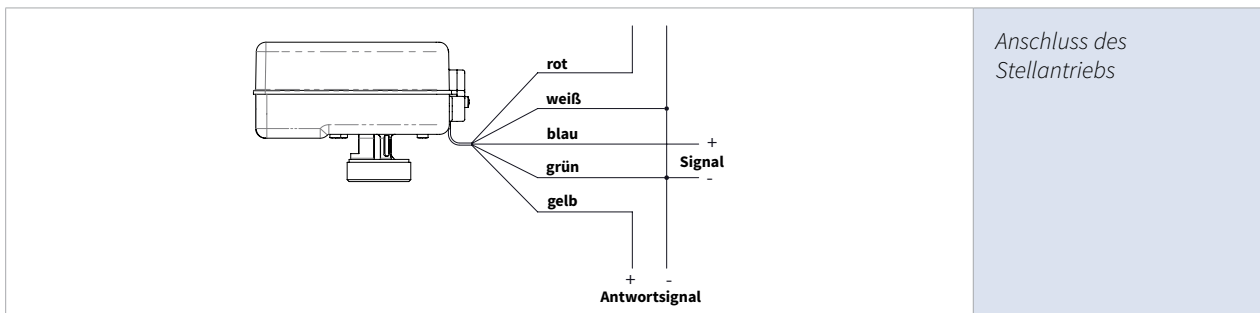 Anschluss des
Stellantriebs
rot
weiß
blau
+
Signal
grün
-
gelb
+ -
Antwortsignal